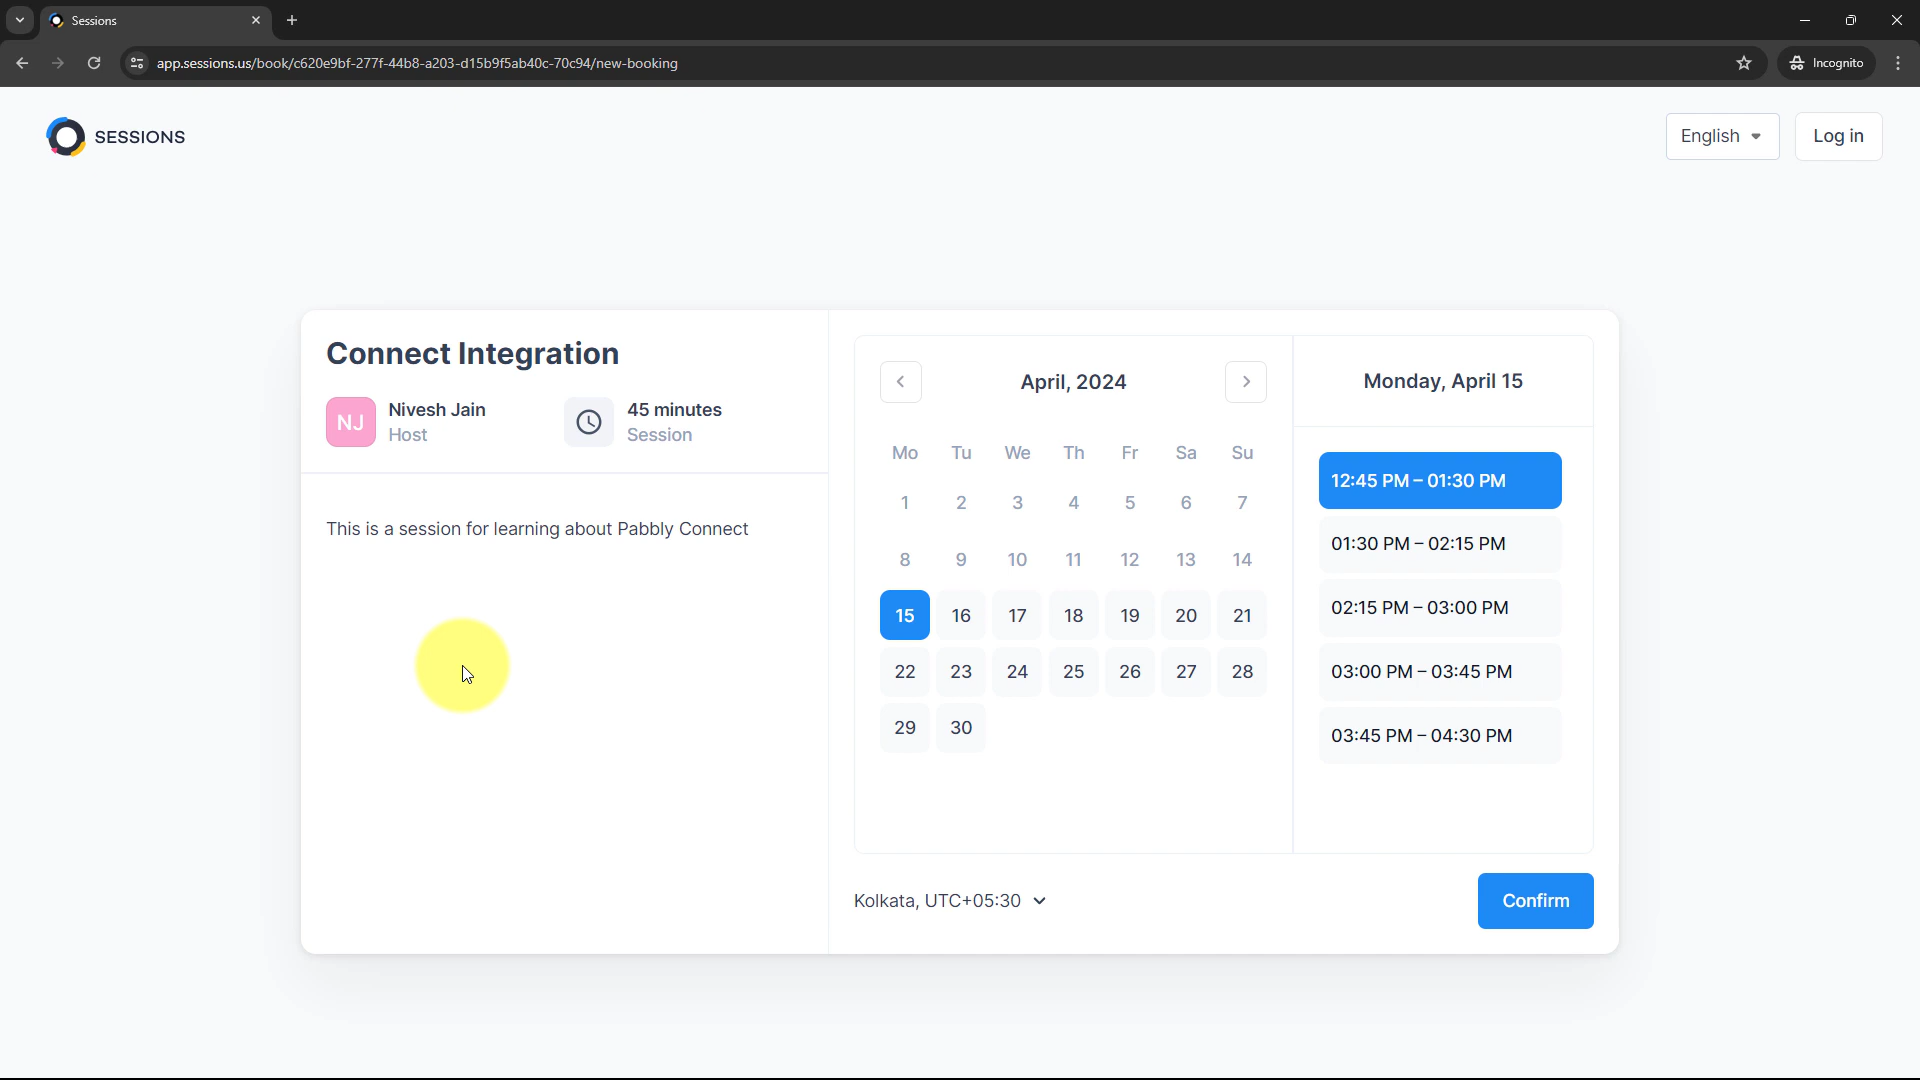 Sessions
app.sessions.us/book/c620e9bf-277f-44b8-a203-d15b9f5ab40c-70c94/new-booking
Incognito
SESSIONS
English
Log in
Connect Integration
NJ
Nivesh Jain
Host
45 minutes
Session
This is a session for learning about Pabbly Connect
April, 2024
Mo Tu We Th Fr Sa Su
1 2 3 4 5 6 7
8 9 10 11 12 13 14
15 16 17 18 19 20 21
22 23 24 25 26 27 28
29 30
Monday, April 15
12:45 PM – 01:30 PM
01:30 PM – 02:15 PM
02:15 PM – 03:00 PM
03:00 PM – 03:45 PM
03:45 PM – 04:30 PM
Kolkata, UTC+05:30
Confirm